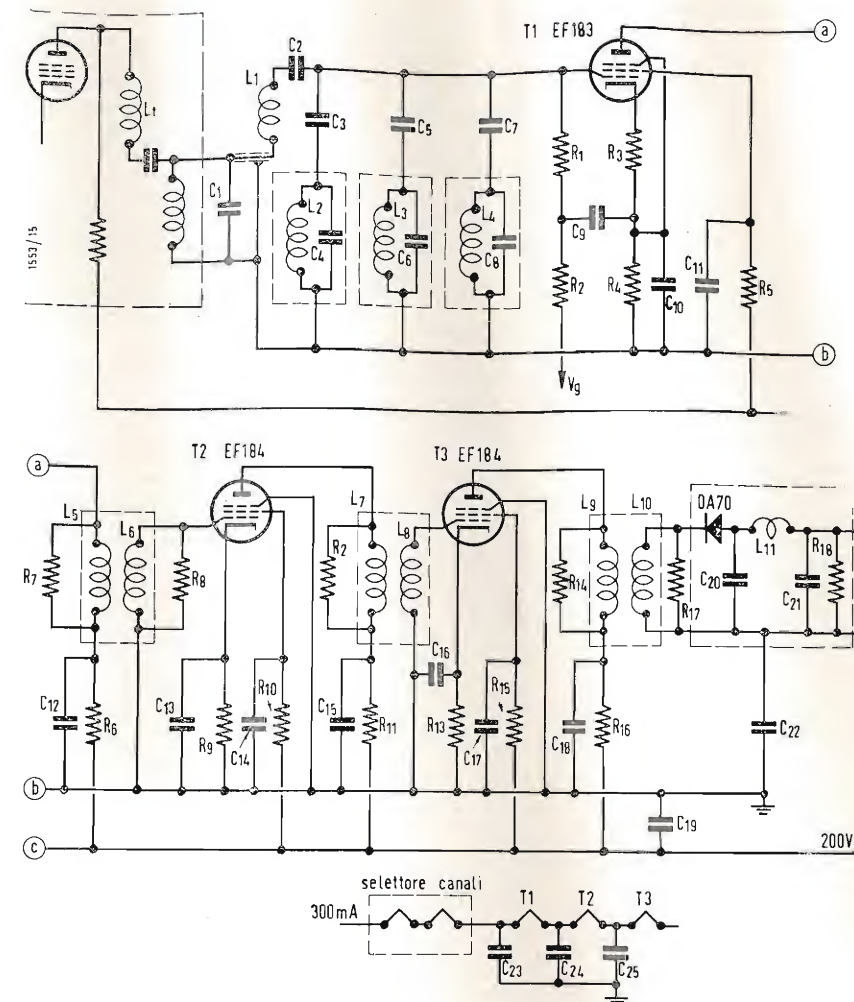 T1 EF183
a
C2
L1
Lt
C3
C5
C7
R1
R3
C1
L2
L3
L4
C9
C4
C6
C8
R2
R4
C10
C11
R5
1553/15
Vg
b
T2 EF184
T3 EF184
a
L5
L6
L7
L8
L9
L10
OA70
L11
R18
R7
R8
R2
R14
R17
C20
C21
C16
C12
R6
C13
R9
R10
C14
C15
R11
R13
R15
C17
C18
R16
C22
b
C19
c
200V
selettore canali
300mA
T1
T2
T3
C23
C24
C25